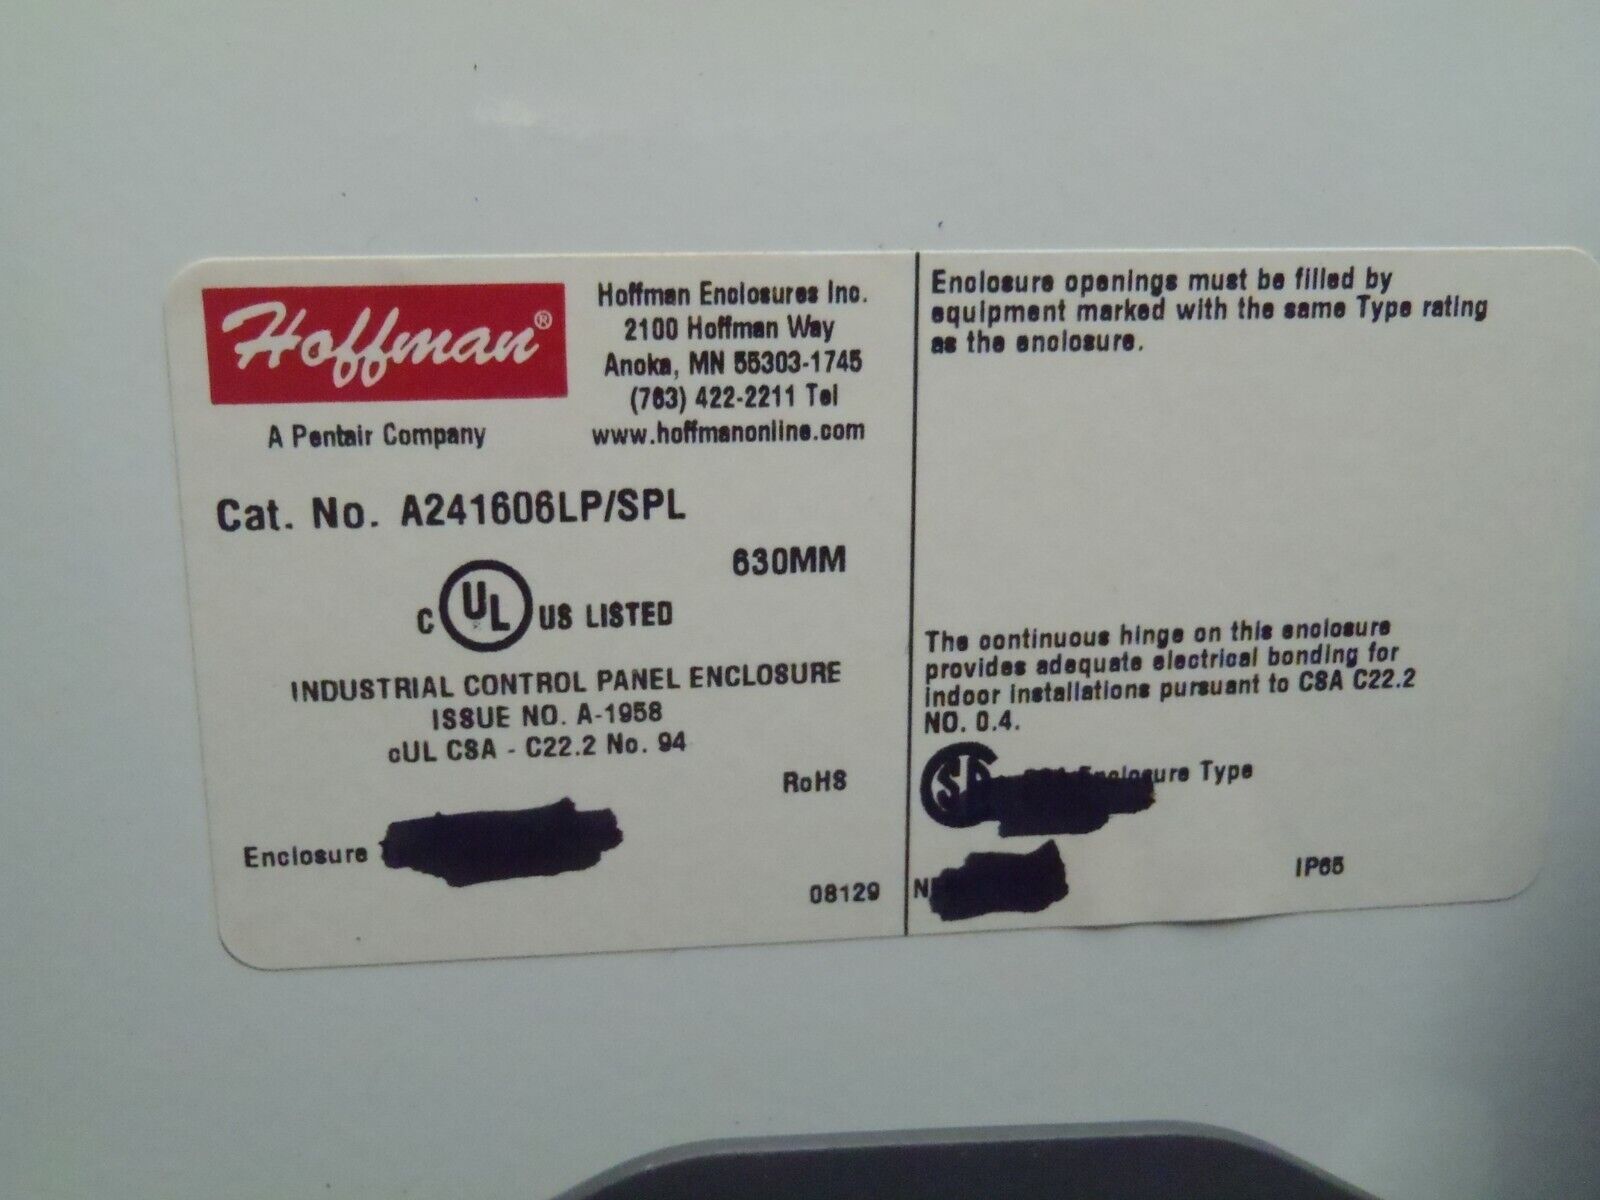 Hoffman®
A Pentair Company
Hoffman Enclosures Inc.
2100 Hoffman Way
Anoka, MN 55303-1745
(763) 422-2211 Tel
www.hoffmanonline.com
Cat. No. A241606LP/SPL
630MM
C UL US LISTED
INDUSTRIAL CONTROL PANEL ENCLOSURE
ISSUE NO. A-1958
cUL CSA - C22.2 No. 94
RoHS
Enclosure
08129
Enclosure openings must be filled by
equipment marked with the same Type rating
as the enclosure.
The continuous hinge on this enclosure
provides adequate electrical bonding for
indoor installations pursuant to CSA C22.2
NO. 0.4.
Enclosure Type
IP65